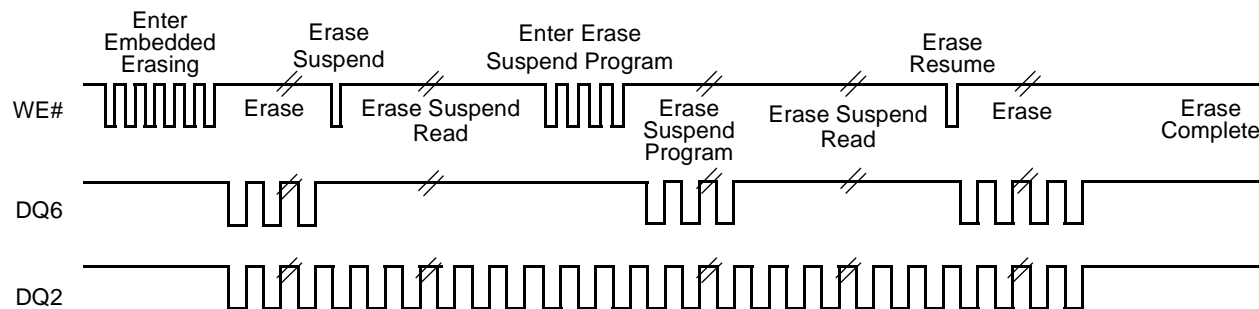 Enter
Embedded
Erasing
Erase
Suspend
Enter Erase
Suspend Program
Erase
Resume
WE#
Erase
Erase Suspend
Read
Erase
Suspend
Program
Erase Suspend
Read
Erase
Erase
Complete
DQ6
DQ2